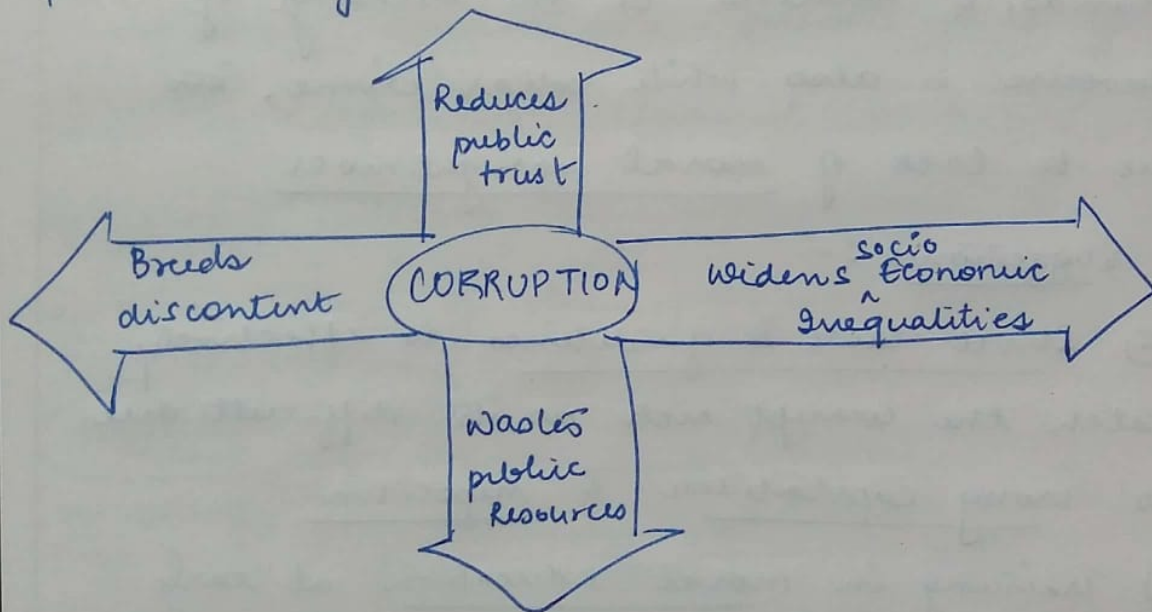 Reduces
public
trust
Breeds
discontent
CORRUPTION
socio
widens ^ Economic
Inequalities
Wastes
public
Resources